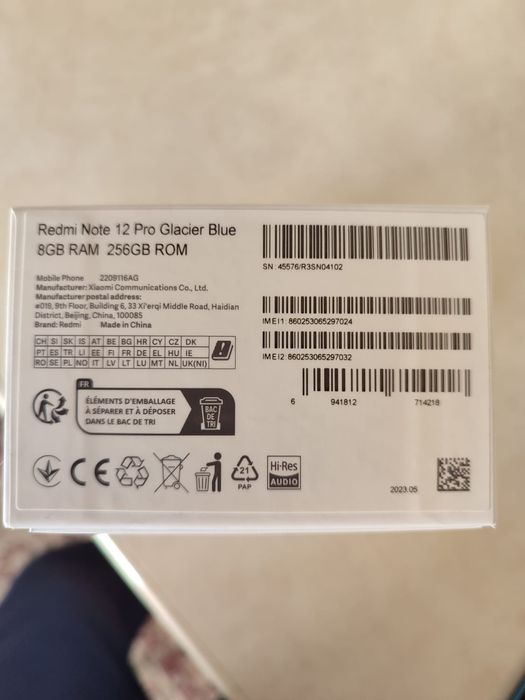 Redmi Note 12 Pro Glacier Blue
8GB RAM 256GB ROM
Mobile Phone 2209116AG
Manufacturer: Xiaomi Communications Co., Ltd.
Manufacturer postal address:
#019, 9th Floor, Building 6, 33 Xi'erqi Middle Road, Haidian
District, Beijing, China, 100085
Brand: Redmi Made in China
CH SI SK IS AT BE BG HR CY CZ DK
PT ES TR LI EE FI FR DE EL HU IE
RO SE PL NO IT LV LT LU MT NL UK(NI)
FR
ÉLÉMENTS D'EMBALLAGE
À SÉPARER ET À DÉPOSER
DANS LE BAC DE TRI
BAC
DE
TRI
CE
21
PAP
Hi-Res
AUDIO
SN: 45576/R3SN04102
IMEI1: 860253065297024
IMEI2: 860253065297032
6 941812 714218
2023.05